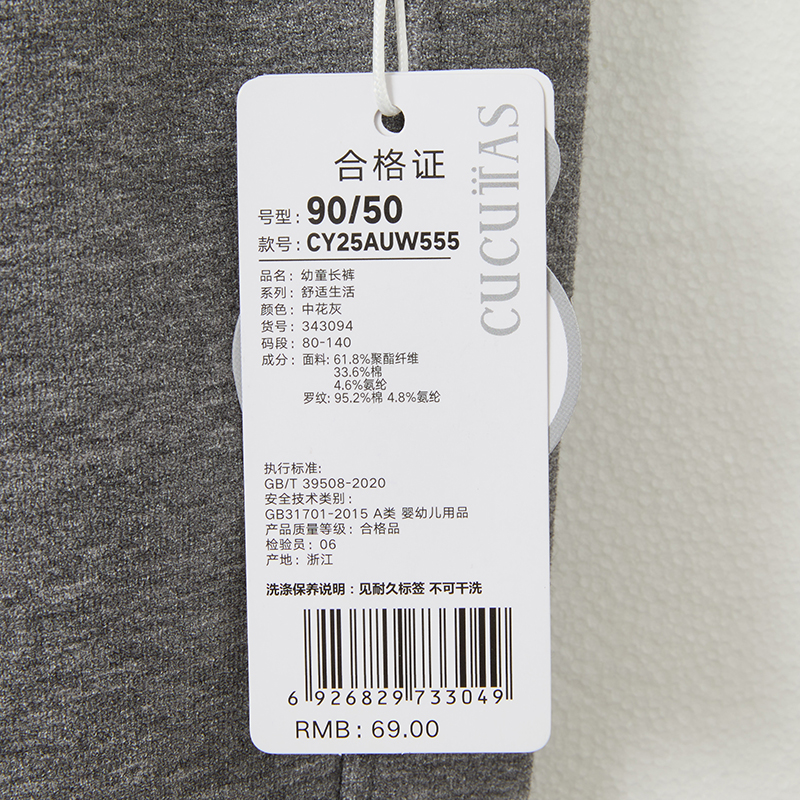 CUCUTAS
合格证
号型: 90/50
款号: CY25AUW555
品名: 幼童长裤
系列: 舒适生活
颜色: 中花灰
货号: 343094
码段: 80-140
成分: 面料: 61.8%聚酯纤维
33.6%棉
4.6%氨纶
罗纹: 95.2%棉 4.8%氨纶
执行标准:
GB/T 39508-2020
安全技术类别:
GB31701-2015 A类 婴幼儿用品
产品质量等级: 合格品
检验员: 06
产地: 浙江
洗涤保养说明: 见耐久标签 不可干洗
6 926829 733049
RMB: 69.00